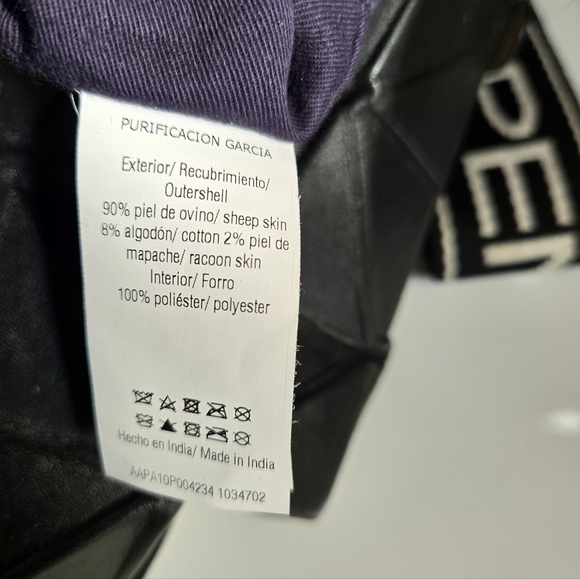 PURIFICACION GARCIA
Exterior/ Recubrimiento/
Outershell
90% piel de ovino/ sheep skin
8% algodón/ cotton 2% piel de
mapache/ racoon skin
Interior/ Forro
100% poliéster/ polyester
Hecho en India/ Made in India
AAPA10P004234 1034702
PEN